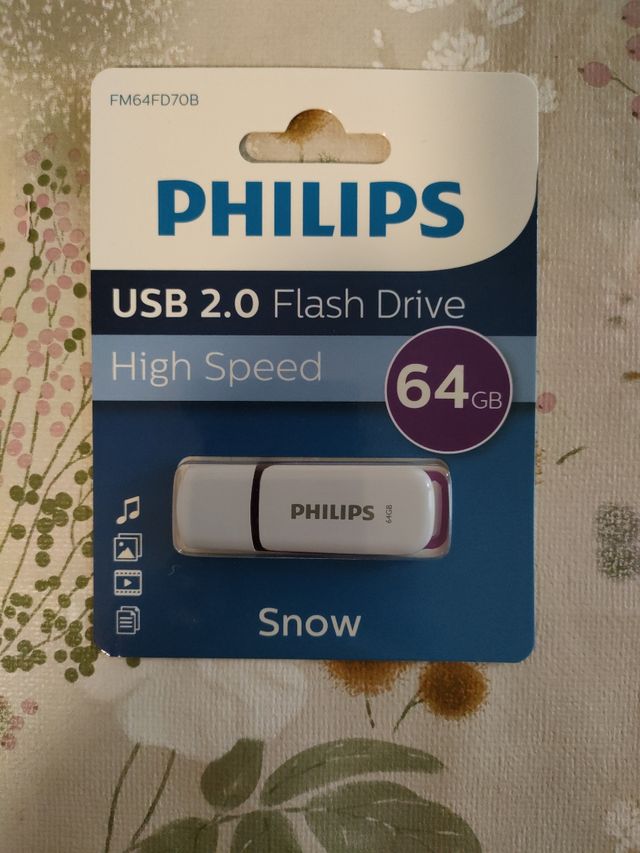 FM64FD70B
PHILIPS
USB 2.0 Flash Drive
High Speed
64GB
PHILIPS 64GB
Snow